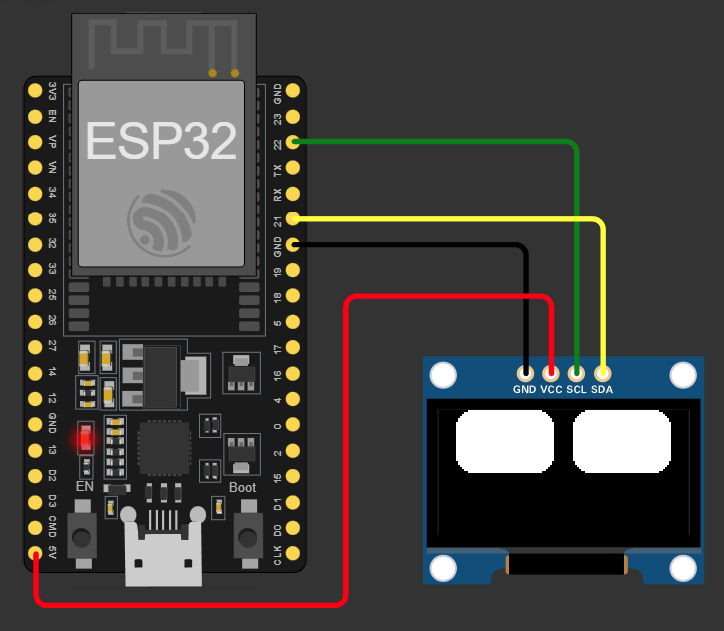 ESP32
3V3
EN
VP
VN
34
35
32
33
25
26
27
14
12
GND
13
D2
D3
CMD
5V
GND
23
22
TX
RX
21
GND
19
18
5
17
16
4
0
2
15
D1
D0
CLK
EN
Boot
GND VCC SCL SDA